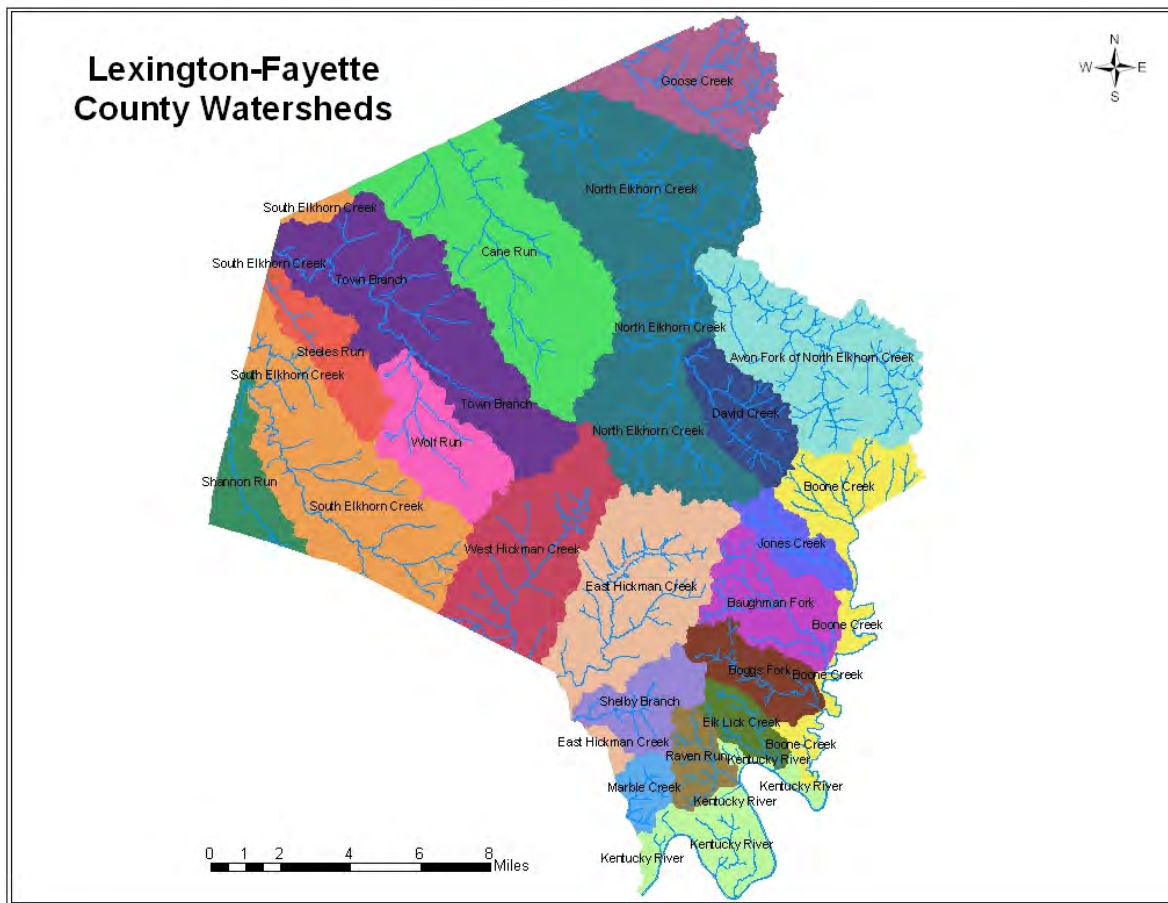 Lexington-Fayette
County Watersheds
N
W E
S
Goose Creek
North Elkhorn Creek
South Elkhorn Creek
Cane Run
South Elkhorn Creek
Town Branch
North Elkhorn Creek
Steeles Run
Avon Fork of North Elkhorn Creek
South Elkhorn Creek
Town Branch
David Creek
North Elkhorn Creek
Wolf Run
Shannon Run
Boone Creek
South Elkhorn Creek
Jones Creek
West Hickman Creek
East Hickman Creek
Baughman Fork
Boone Creek
Boggs Fork
Boone Creek
Shelby Branch
Elk Lick Creek
East Hickman Creek
Boone Creek
Raven Run
Kentucky River
Marble Creek
Kentucky River
Kentucky River
Kentucky River
Kentucky River
0 1 2 4 6 8
Miles